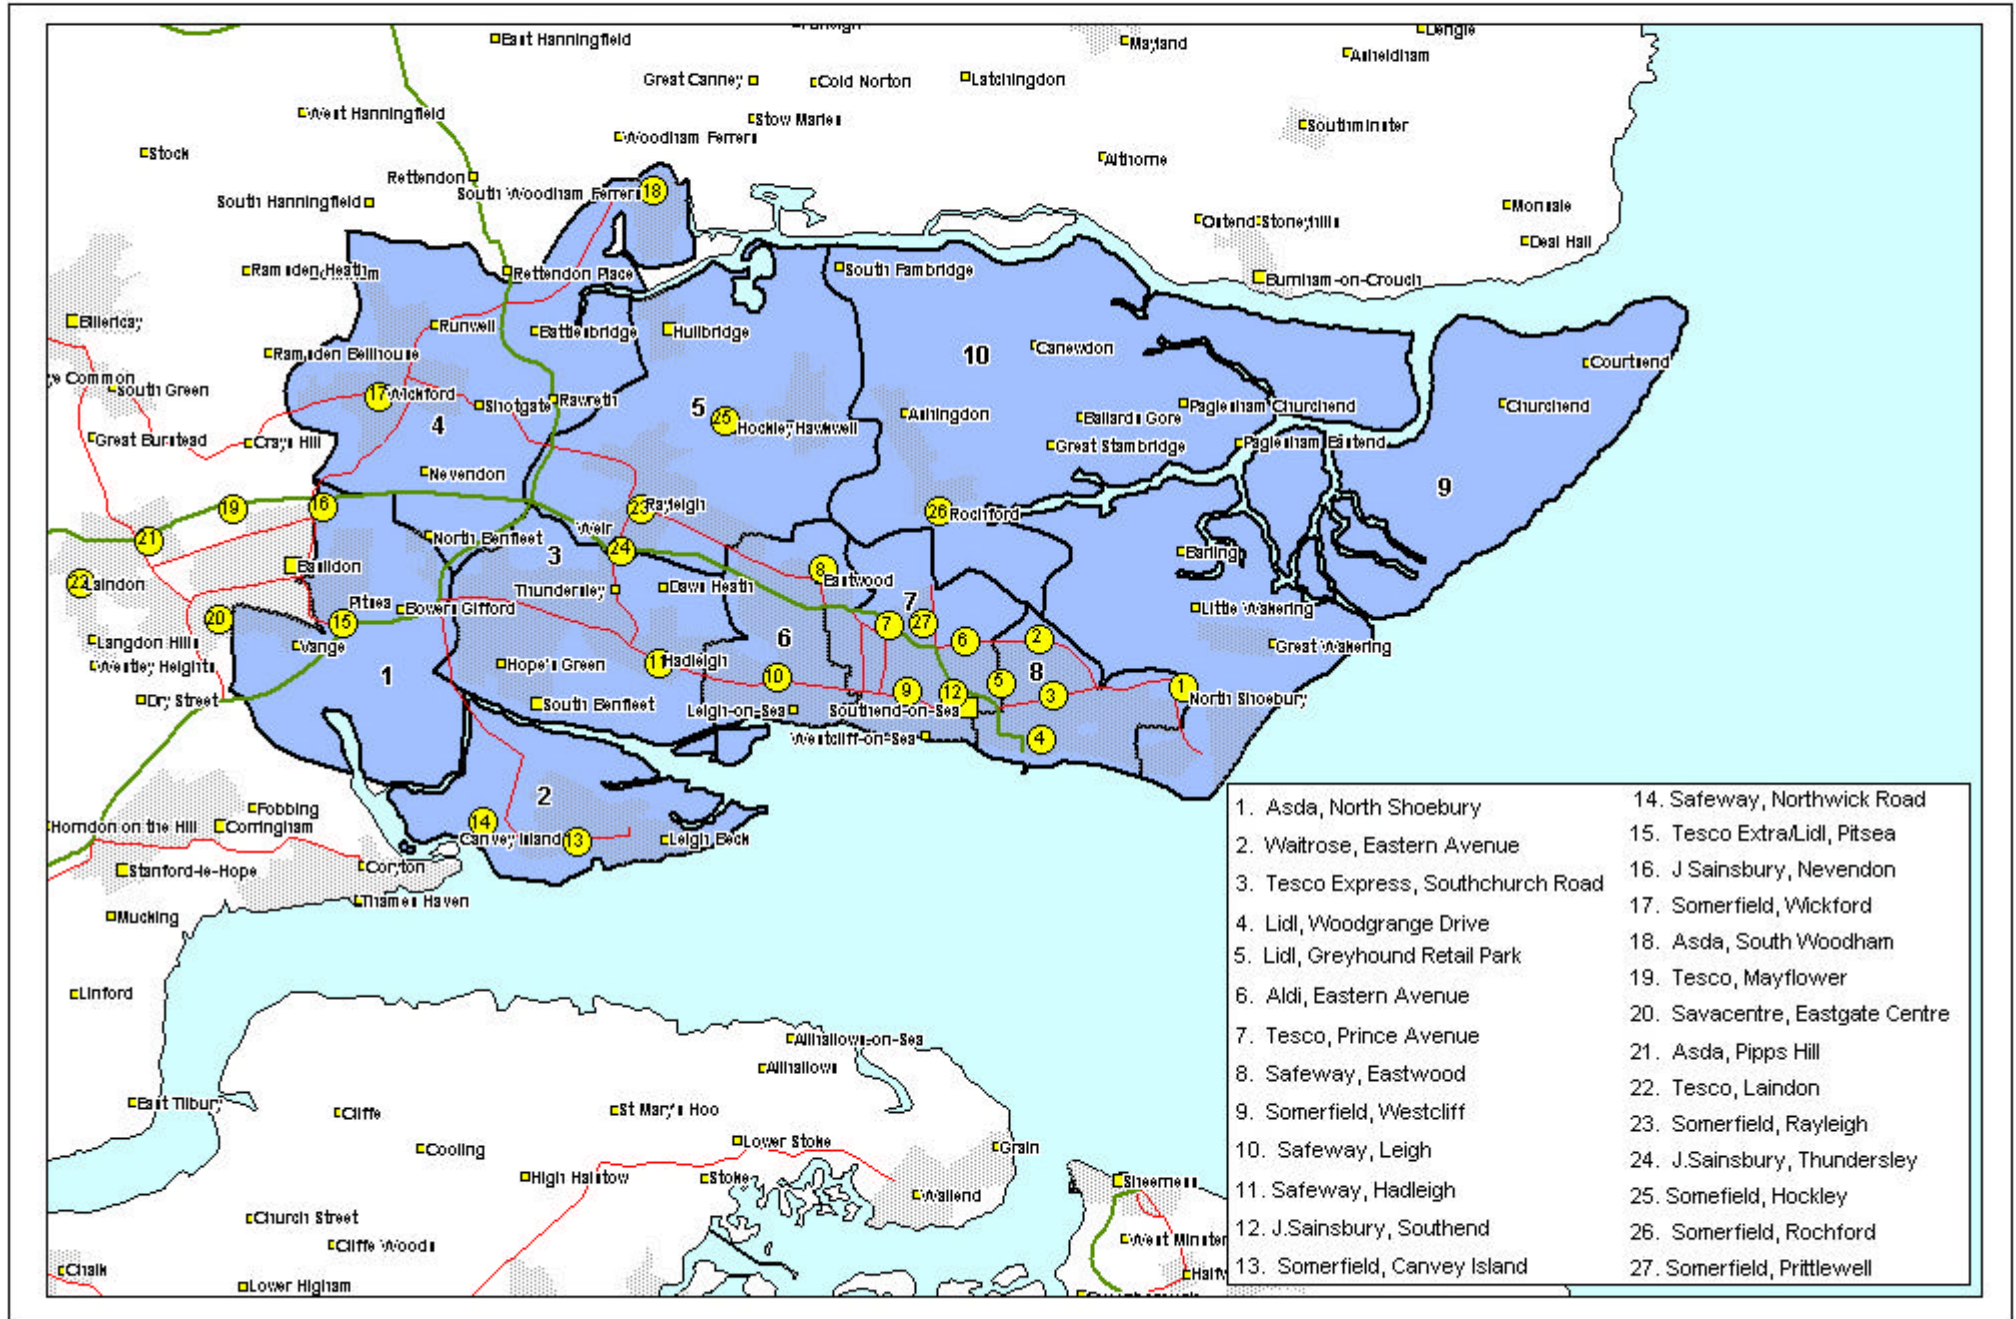 East Hanningfield
Mayland
Asheldham
Great Canney
Cold Norton
Latchingdon
West Hanningfield
Stow Maries
Woodham Ferrers
Southminster
Stock
Althorne
Rettendon
South Woodham Ferrers
18
South Hanningfield
Ostend
Stoneyhills
Deal Hall
Ramsden Heath
Rettendon Place
South Fambridge
Burnham-on-Crouch
Billericay
Runwell
Battlesbridge
Hullbridge
Ramsden Bellhouse
10
Canewdon
Courtsend
South Green
17
Wickford
Shotgate
Rawreth
5
25
Hockley
Hawkwell
Ashingdon
Ballards Gore
Paglesham Churchend
Churchend
4
Great Burstead
Crays Hill
Great Stambridge
Paglesham Eastend
Nevendon
9
19
16
23
Rayleigh
26
Rochford
21
North Benfleet
Weir
24
3
Barling
22
Laindon
Basildon
Thundersley
Daws Heath
8
Eastwood
Pitsea
Bowers Gifford
7
Little Wakering
20
15
7
27
6
2
Langdon Hills
Vange
6
Great Wakering
Westley Heights
Hope's Green
11
Hadleigh
10
8
1
5
1
Dry Street
South Benfleet
Leigh-on-Sea
9
Southend-on-Sea
12
3
North Shoebury
Westcliff-on-Sea
4
2
Fobbing
Horndon on the Hill
Corringham
14
Canvey Island
13
Leigh Beck
Stanford-le-Hope
Coryton
Thames Haven
Mucking
Linford
Allhallows-on-Sea
Allhallows
East Tilbury
Cliffe
St Mary's Hoo
Cooling
Lower Stoke
Grain
High Halstow
Stoke
Wallend
Sheerness
Church Street
Cliffe Woods
West Minster
Chalk
Lower Higham
1. Asda, North Shoebury
2. Waitrose, Eastern Avenue
3. Tesco Express, Southchurch Road
4. Lidl, Woodgrange Drive
5. Lidl, Greyhound Retail Park
6. Aldi, Eastern Avenue
7. Tesco, Prince Avenue
8. Safeway, Eastwood
9. Somerfield, Westcliff
10. Safeway, Leigh
11. Safeway, Hadleigh
12. J.Sainsbury, Southend
13. Somerfield, Canvey Island
14. Safeway, Northwick Road
15. Tesco Extra/Lidl, Pitsea
16. J Sainsbury, Nevendon
17. Somerfield, Wickford
18. Asda, South Woodham
19. Tesco, Mayflower
20. Savacentre, Eastgate Centre
21. Asda, Pipps Hill
22. Tesco, Laindon
23. Somerfield, Rayleigh
24. J.Sainsbury, Thundersley
25. Somefield, Hockley
26. Somerfield, Rochford
27. Somerfield, Prittlewell